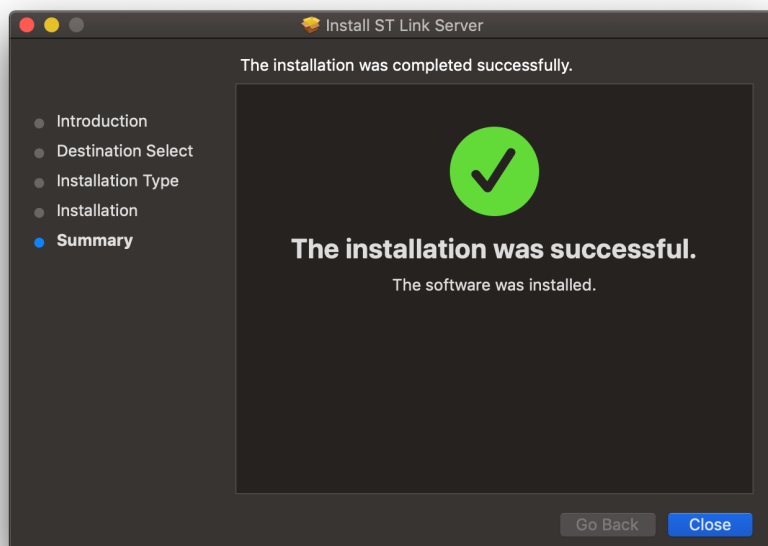 Install ST Link Server
The installation was completed successfully.
Introduction
Destination Select
Installation Type
Installation
Summary
The installation was successful.
The software was installed.
Go Back
Close